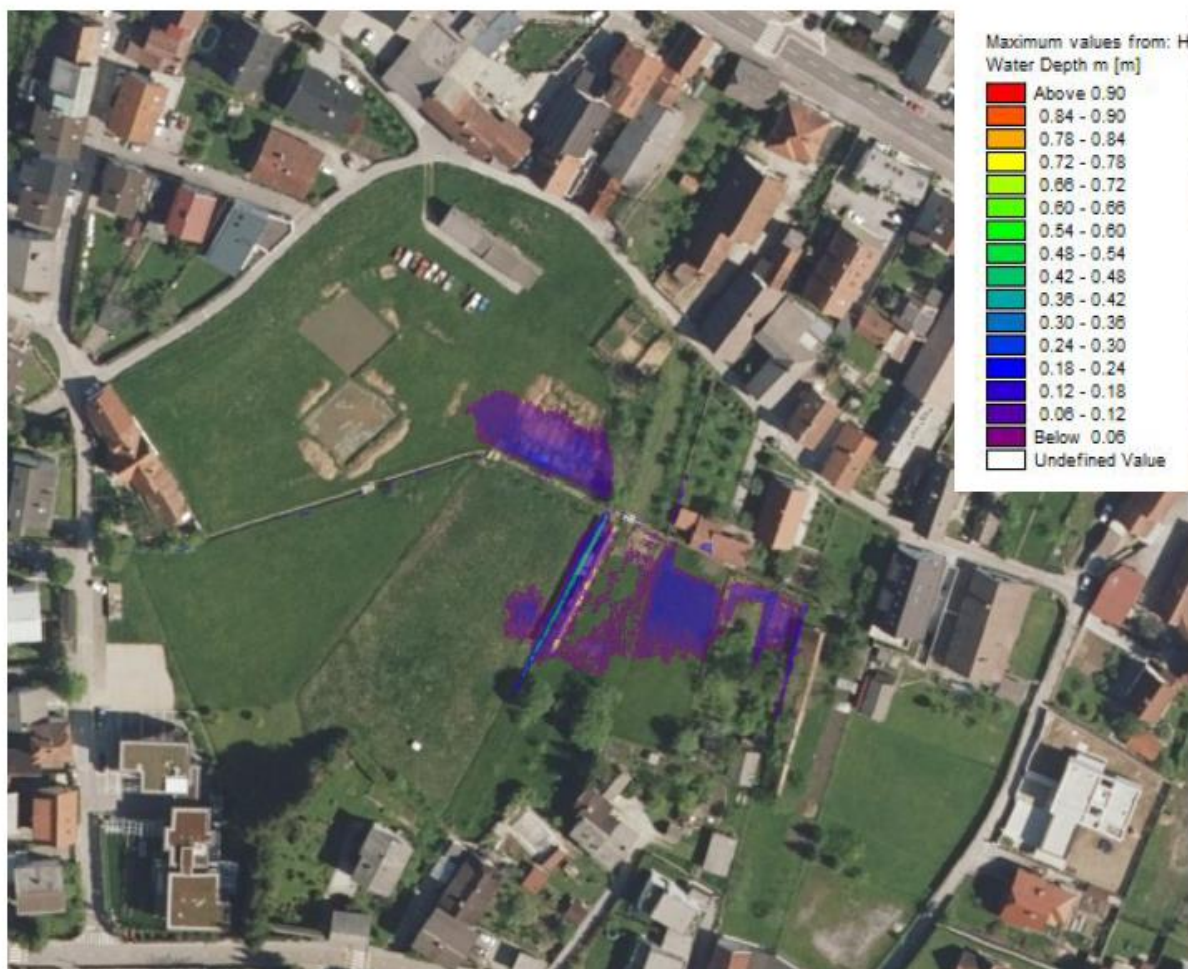 Maximum values from: H
Water Depth m [m]
Above 0.90
0.84 - 0.90
0.78 - 0.84
0.72 - 0.78
0.66 - 0.72
0.60 - 0.66
0.54 - 0.60
0.48 - 0.54
0.42 - 0.48
0.36 - 0.42
0.30 - 0.36
0.24 - 0.30
0.18 - 0.24
0.12 - 0.18
0.06 - 0.12
Below 0.06
Undefined Value